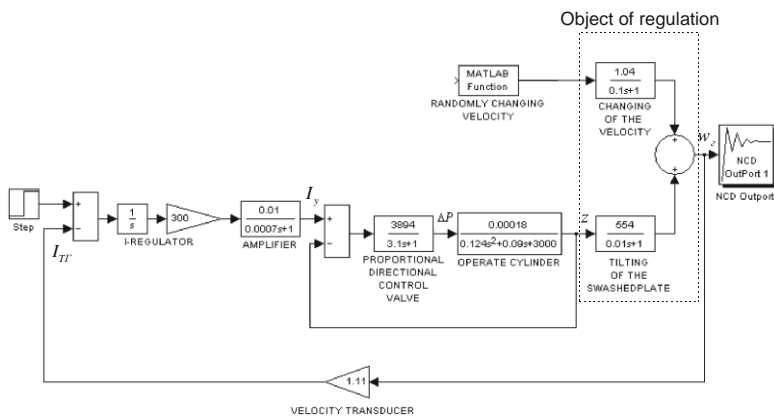 Object of regulation
MATLAB
Function
RANDOMLY CHANGING
VELOCITY
1.04
0.1s+1
CHANGING
OF THE
VELOCITY
+
+
w_z
NCD
OutPort 1
NCD Outport
Step
+
−
I_TΓ
1
s
I-REGULATOR
300
0.01
0.0007s+1
AMPLIFIER
I_y
+
−
3894
3.1s+1
PROPORTIONAL
DIRECTIONAL
CONTROL
VALVE
ΔP
0.00018
0.124s²+0.09s+3000
OPERATE CYLINDER
z
554
0.01s+1
TILTING
OF THE
SWASHEDPLATE
1.11
VELOCITY TRANSDUCER